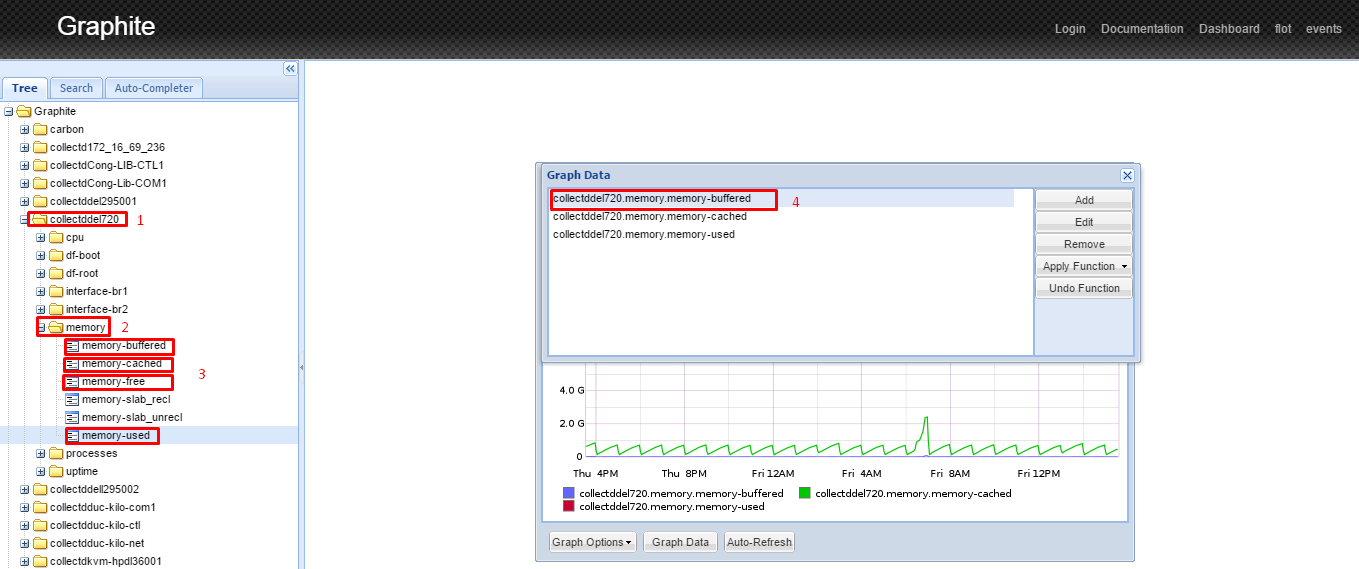 Graphite
Login Documentation Dashboard flot events
Tree Search Auto-Completer
Graphite
carbon
collectd172_16_69_236
collectdCong-LIB-CTL1
collectdCong-Lib-COM1
collectddel295001
collectddel720 1
cpu
df-boot
df-root
interface-br1
interface-br2
memory 2
memory-buffered
memory-cached
memory-free 3
memory-slab_recl
memory-slab_unrecl
memory-used
processes
uptime
collectddell295002
collectdduc-kilo-com1
collectdduc-kilo-ctl
collectdduc-kilo-net
collectdkvm-hpdl36001
Graph Data
collectddel720.memory.memory-buffered 4
collectddel720.memory.memory-cached
collectddel720.memory.memory-used
Add
Edit
Remove
Apply Function
Undo Function
4.0 G
2.0 G
0
Thu 4PM Thu 8PM Fri 12AM Fri 4AM Fri 8AM Fri 12PM
collectddel720.memory.memory-buffered collectddel720.memory.memory-cached
collectddel720.memory.memory-used
Graph Options Graph Data Auto-Refresh